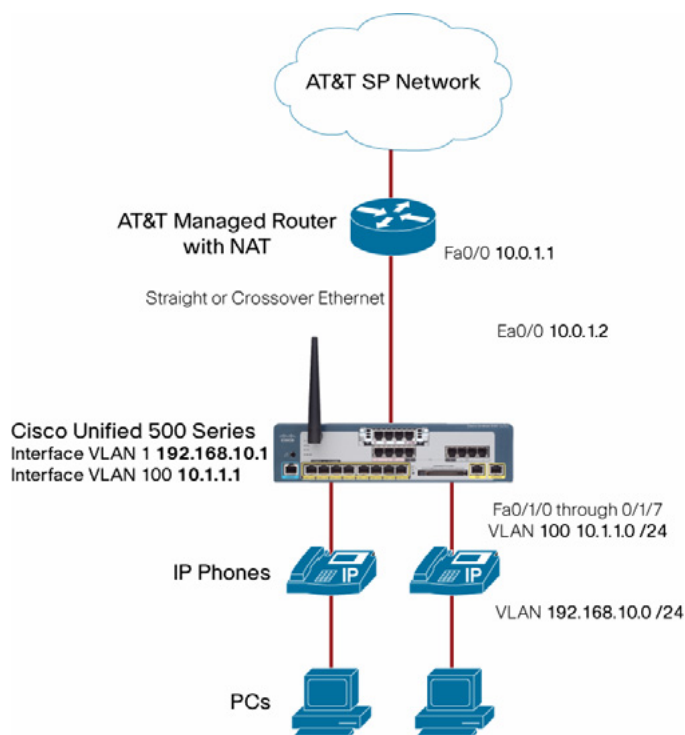 AT&T SP Network
AT&T Managed Router
with NAT
Fa0/0 10.0.1.1
Straight or Crossover Ethernet
Ea0/0 10.0.1.2
Cisco Unified 500 Series
Interface VLAN 1 192.168.10.1
Interface VLAN 100 10.1.1.1
Fa0/1/0 through 0/1/7
VLAN 100 10.1.1.0 /24
IP Phones
IP
IP
VLAN 192.168.10.0 /24
PCs